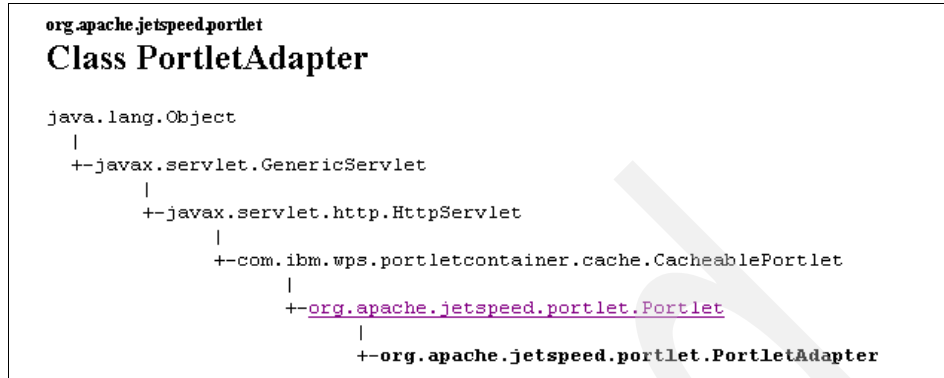 org.apache.jetspeed.portlet
Class PortletAdapter
java.lang.Object
  |
  +-javax.servlet.GenericServlet
        |
        +-javax.servlet.http.HttpServlet
              |
              +-com.ibm.wps.portletcontainer.cache.CacheablePortlet
                    |
                    +-org.apache.jetspeed.portlet.Portlet
                          |
                          +-org.apache.jetspeed.portlet.PortletAdapter